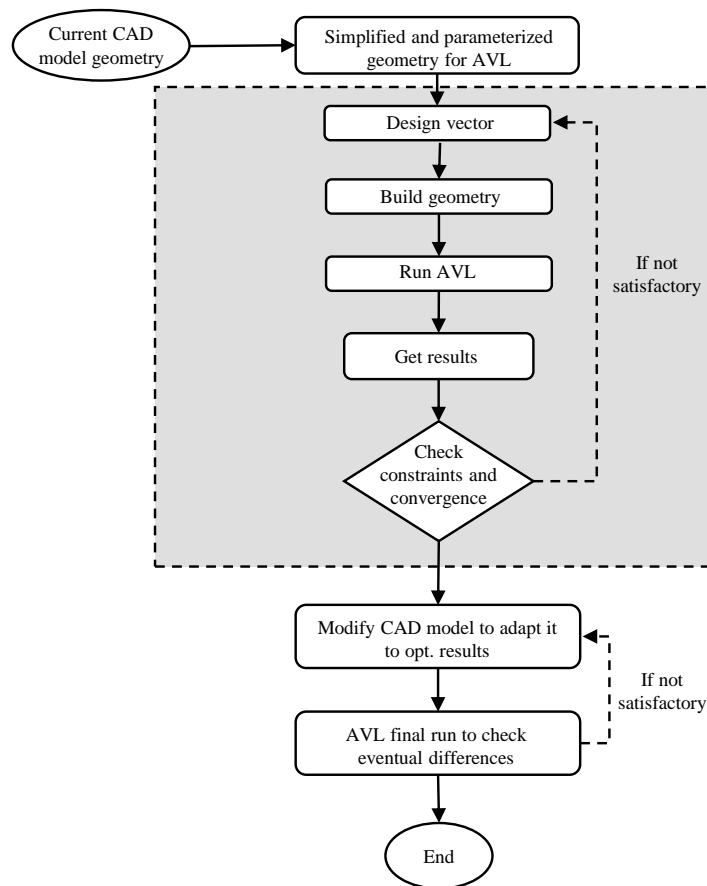 Current CAD
model geometry
Simplified and parameterized
geometry for AVL
Design vector
Build geometry
Run AVL
If not
satisfactory
Get results
Check
constraints and
convergence
Modify CAD model to adapt it
to opt. results
If not
satisfactory
AVL final run to check
eventual differences
End